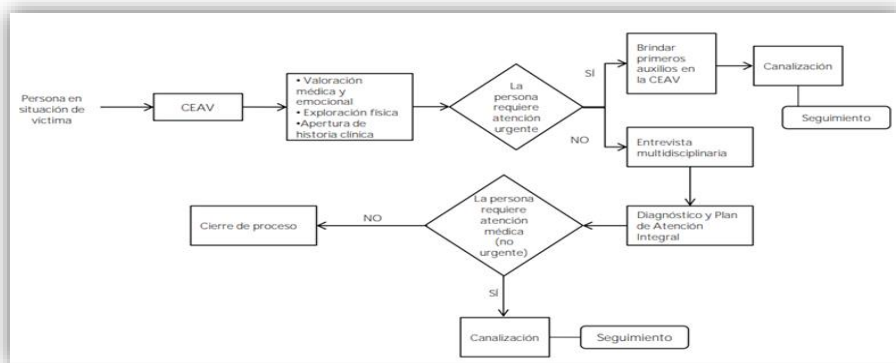 Persona en
situación de
víctima
CEAV
• Valoración
médica y
emocional
• Exploración física
•Apertura de
historia clínica
La
persona
requiere
atención
urgente
SÍ
Brindar
primeros
auxilios en
la CEAV
Canalización
Seguimiento
NO
Entrevista
multidisciplinaria
Diagnóstico y Plan
de Atención
Integral
La persona
requiere
atención
médica
(no
urgente)
NO
Cierre de proceso
SÍ
Canalización
Seguimiento